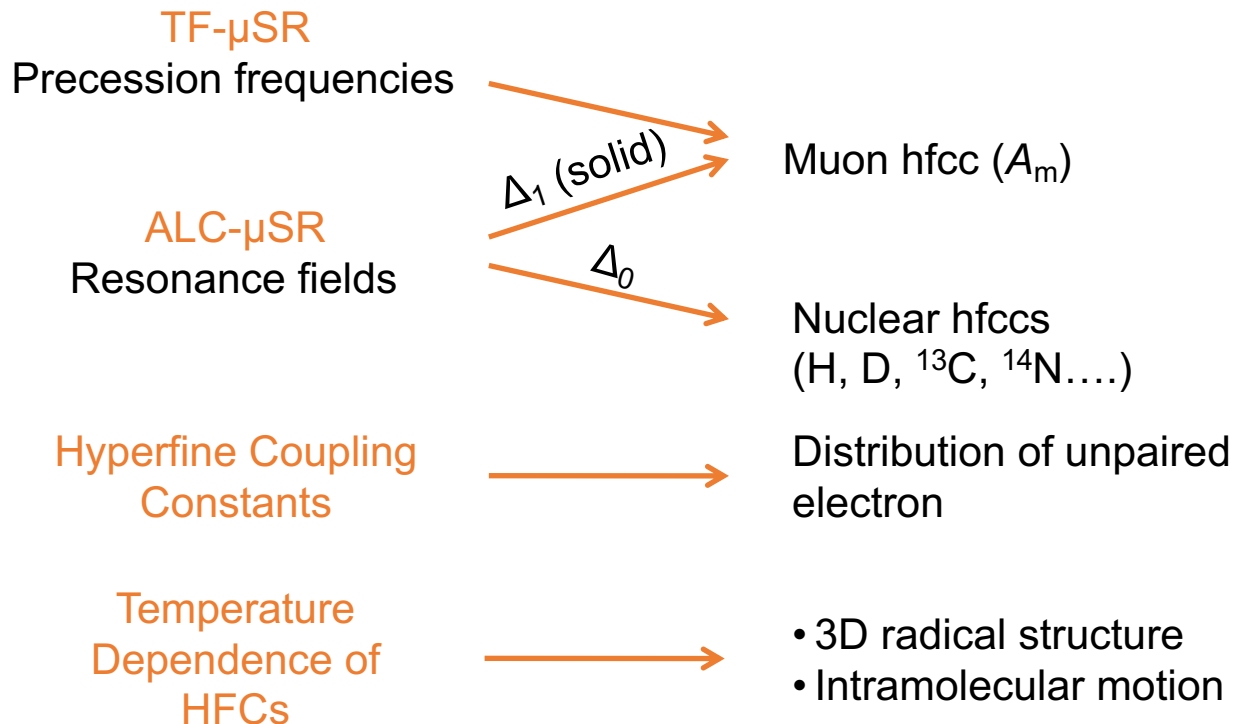 TF-μSR
Precession frequencies
Δ1 (solid)
Muon hfcc (Am)
ALC-μSR
Resonance fields
Δ0
Nuclear hfccs
(H, D, ¹³C, ¹⁴N….)
Hyperfine Coupling
Constants
Distribution of unpaired
electron
Temperature
Dependence of
HFCs
• 3D radical structure
• Intramolecular motion